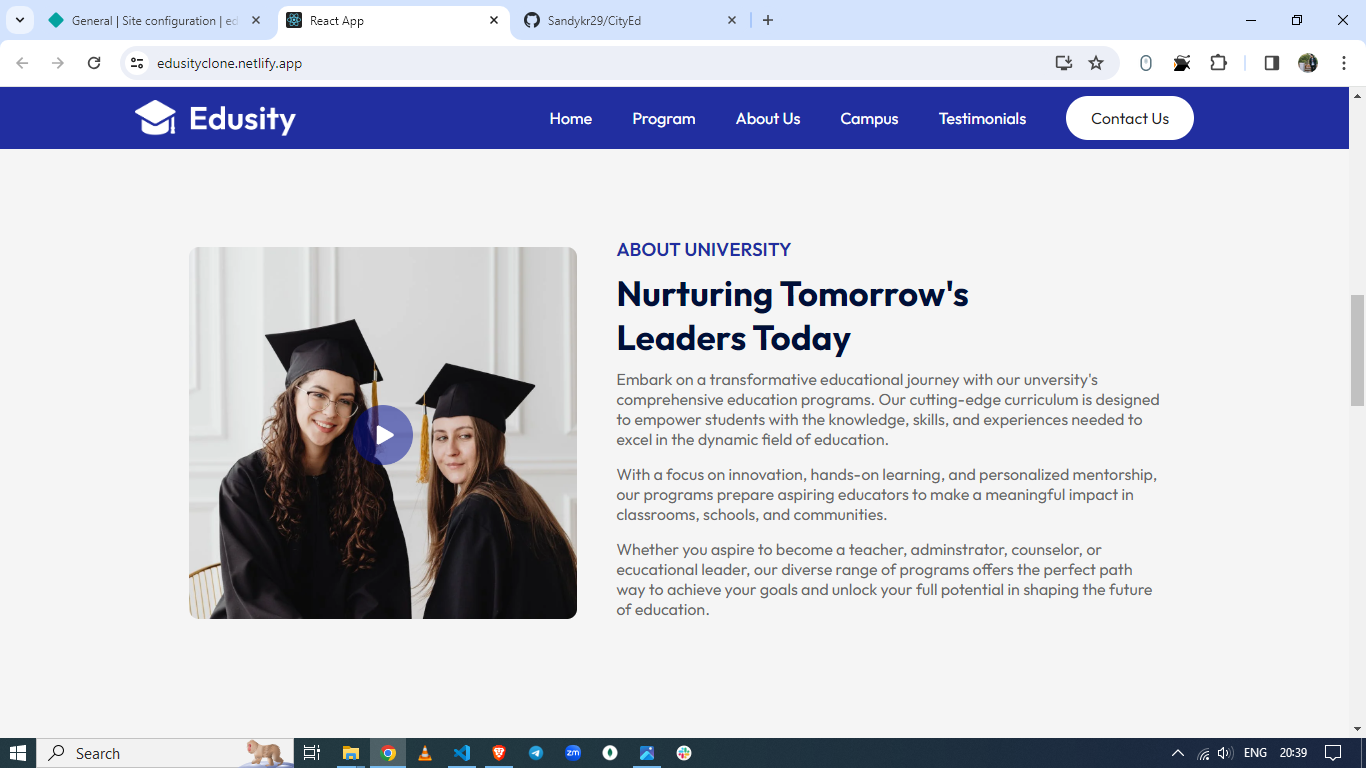 General | Site configuration | ed
React App
Sandykr29/CityEd
edusityclone.netlify.app
Edusity
Home
Program
About Us
Campus
Testimonials
Contact Us
ABOUT UNIVERSITY
Nurturing Tomorrow's
Leaders Today
Embark on a transformative educational journey with our unversity's
comprehensive education programs. Our cutting-edge curriculum is designed
to empower students with the knowledge, skills, and experiences needed to
excel in the dynamic field of education.
With a focus on innovation, hands-on learning, and personalized mentorship,
our programs prepare aspiring educators to make a meaningful impact in
classrooms, schools, and communities.
Whether you aspire to become a teacher, adminstrator, counselor, or
ecucational leader, our diverse range of programs offers the perfect path
way to achieve your goals and unlock your full potential in shaping the future
of education.
Search
zm
ENG
20:39